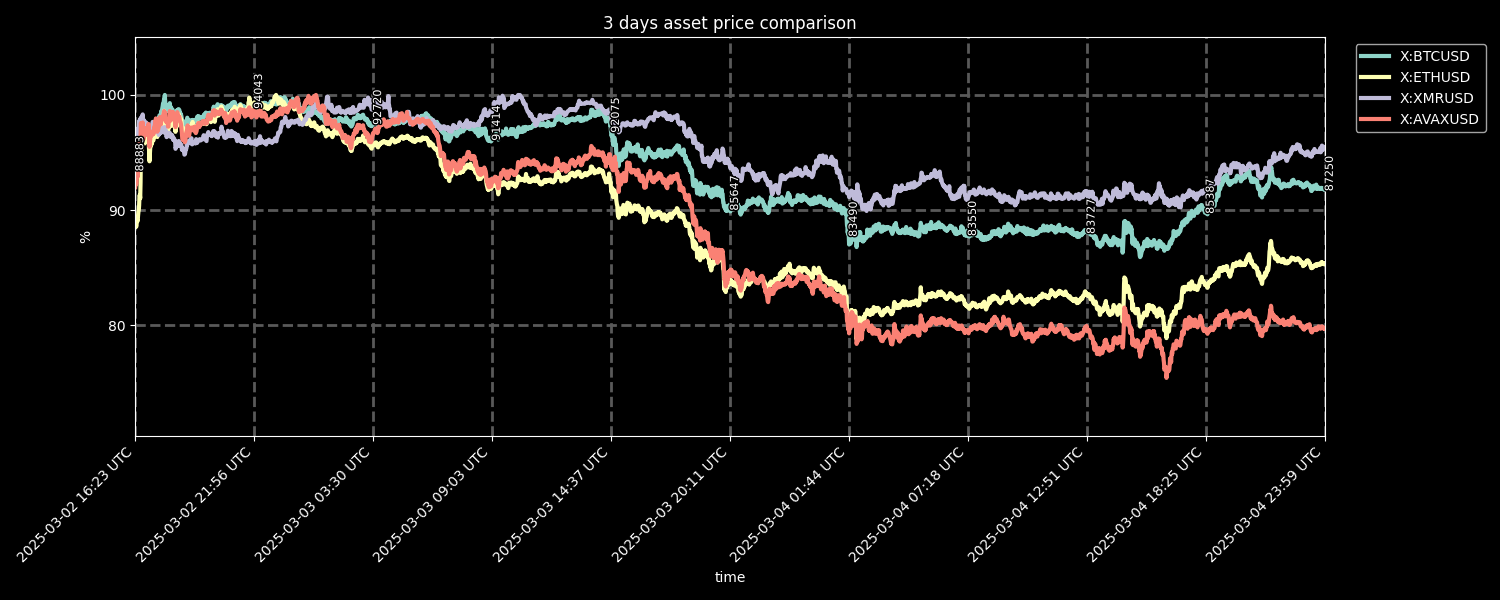 3 days asset price comparison
X:BTCUSD
X:ETHUSD
X:XMRUSD
X:AVAXUSD
100
90
80
%
88883
94043
92720
91414
92075
85647
83490
83550
83727
85387
87250
2025-03-02 16:23 UTC
2025-03-02 21:56 UTC
2025-03-03 03:30 UTC
2025-03-03 09:03 UTC
2025-03-03 14:37 UTC
2025-03-03 20:11 UTC
2025-03-04 01:44 UTC
2025-03-04 07:18 UTC
2025-03-04 12:51 UTC
2025-03-04 18:25 UTC
2025-03-04 23:59 UTC
time